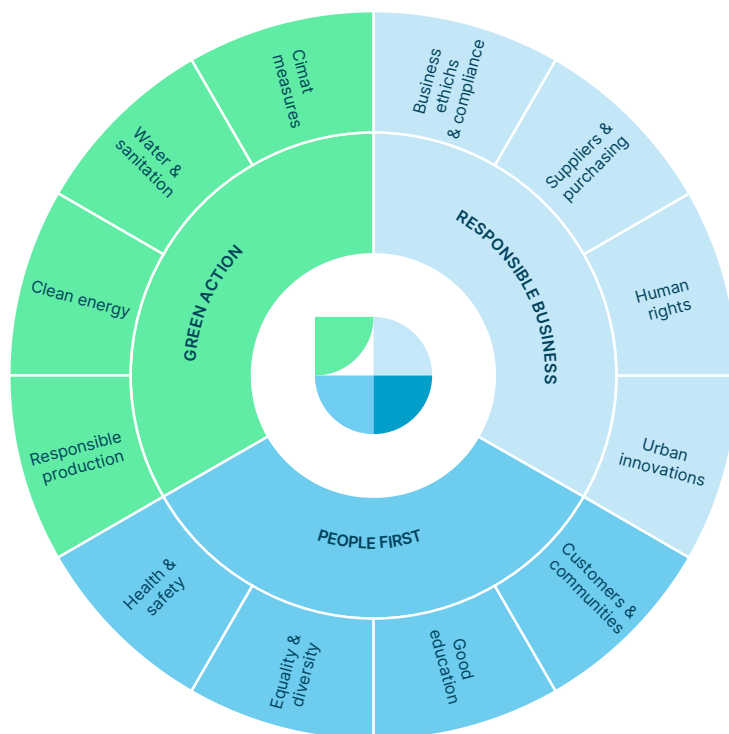 GREEN ACTION
Cimat
measures
Water &
sanitation
Clean energy
Responsible
production
RESPONSIBLE BUSINESS
Business
ethichs
& compliance
Suppliers &
purchasing
Human
rights
Urban
innovations
PEOPLE FIRST
Customers &
communities
Good
education
Equality &
diversity
Health &
safety